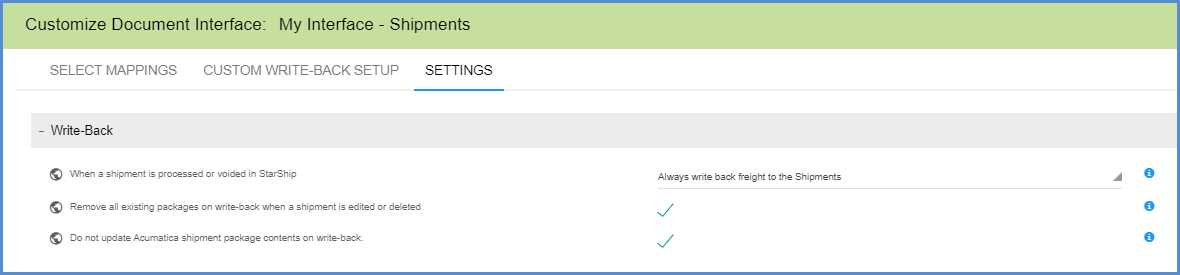 Customize Document Interface: My Interface - Shipments
SELECT MAPPINGS CUSTOM WRITE-BACK SETUP SETTINGS
- Write-Back
When a shipment is processed or voided in StarShip Always write back freight to the Shipments
Remove all existing packages on write-back when a shipment is edited or deleted
Do not update Acumatica shipment package contents on write-back.